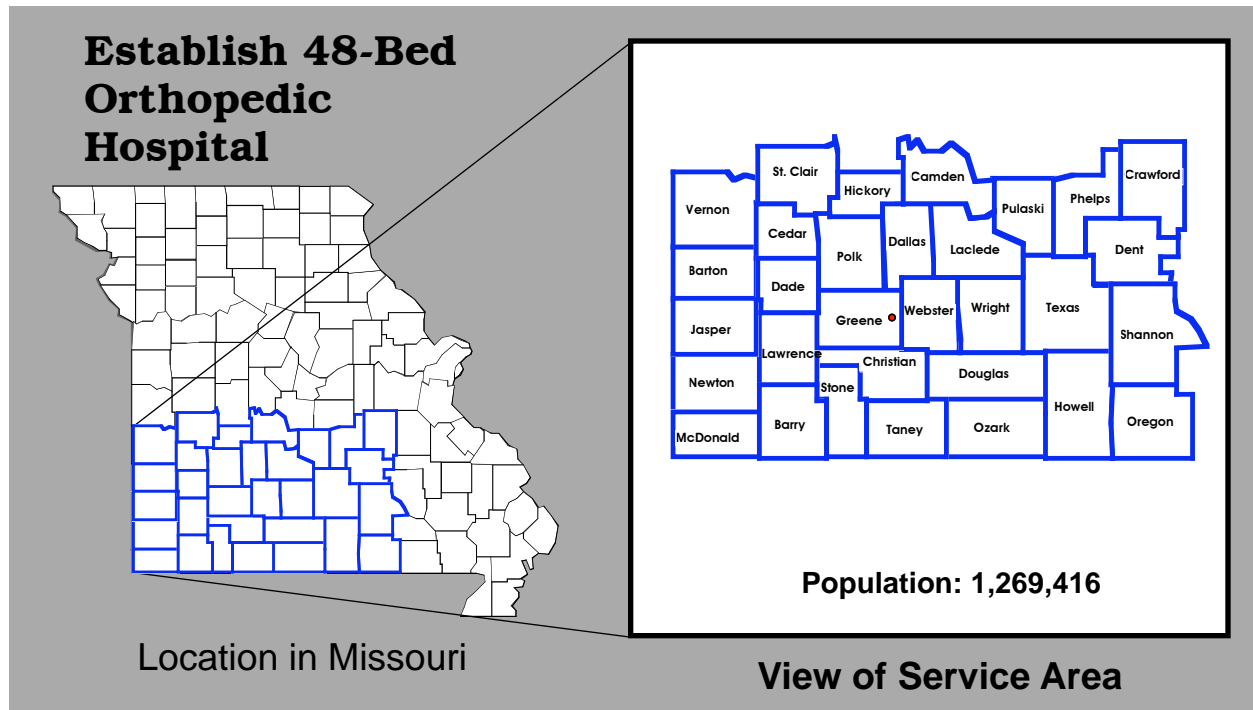 Establish 48-Bed
Orthopedic
Hospital
Location in Missouri
St. Clair
Hickory
Camden
Crawford
Vernon
Pulaski
Phelps
Cedar
Dallas
Laclede
Dent
Polk
Barton
Dade
Jasper
Greene
Webster
Wright
Texas
Shannon
Lawrence
Christian
Newton
Stone
Douglas
McDonald
Barry
Taney
Ozark
Howell
Oregon
Population: 1,269,416
View of Service Area